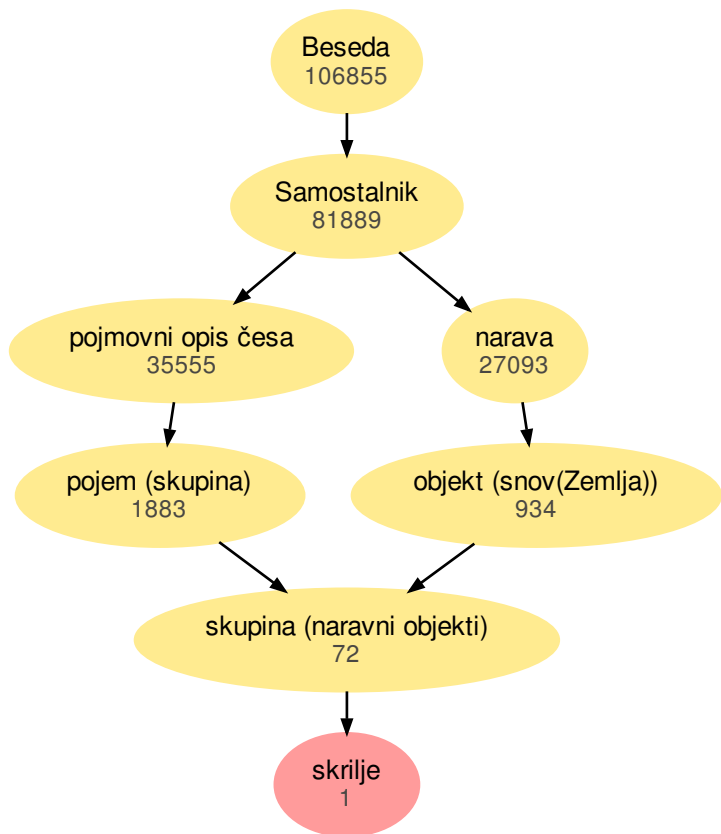 Beseda
106855
Samostalnik
81889
pojmovni opis česa
35555
narava
27093
pojem (skupina)
1883
objekt (snov(Zemlja))
934
skupina (naravni objekti)
72
skrilje
1